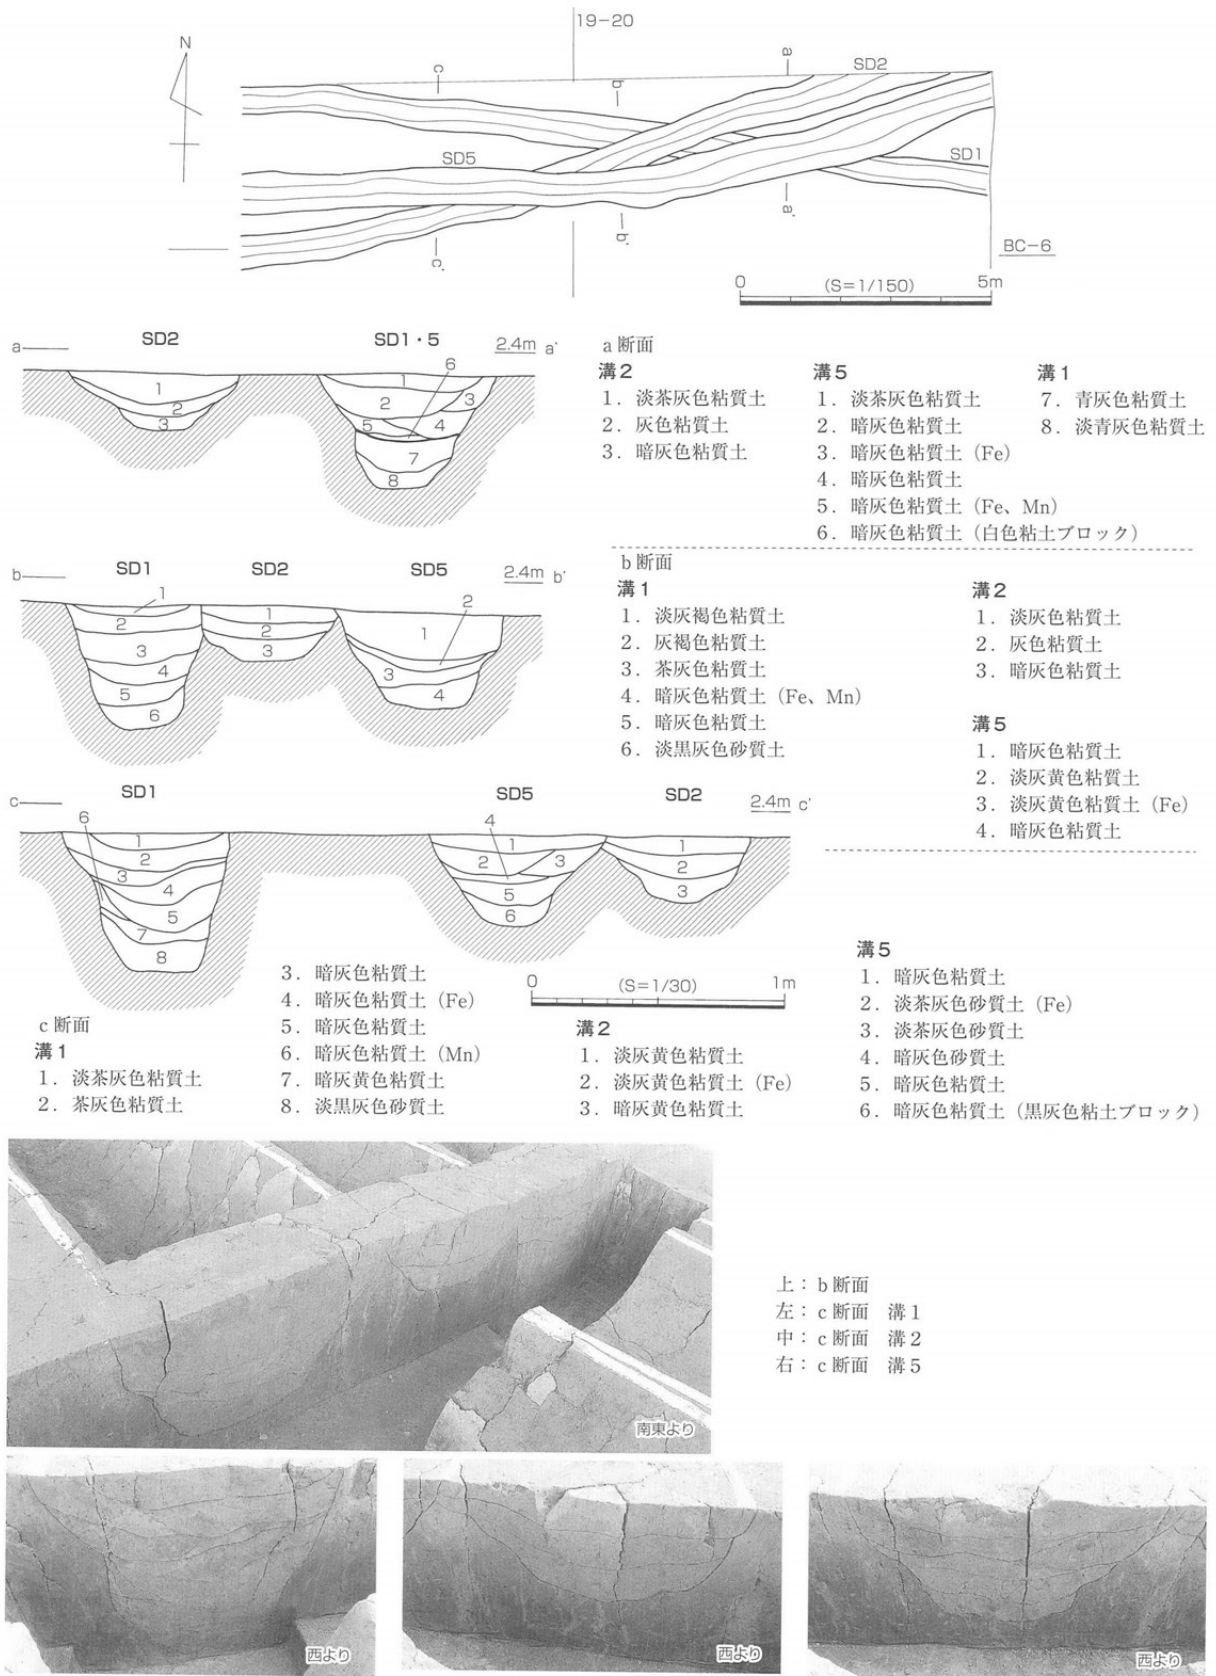 19-20
N
a
SD2
c
b
SD5
SD1
a'
b'
c'
BC-6
0 (S=1/150) 5m
a SD2 SD1・5 2.4m a'
6
1 1
2 2 3
3 5 4
7
8
a 断面
溝2
1．淡茶灰色粘質土
2．灰色粘質土
3．暗灰色粘質土
溝5
1．淡茶灰色粘質土
2．暗灰色粘質土
3．暗灰色粘質土（Fe）
4．暗灰色粘質土
5．暗灰色粘質土（Fe、Mn）
6．暗灰色粘質土（白色粘土ブロック）
溝1
7．青灰色粘質土
8．淡青灰色粘質土
b SD1 SD2 SD5 2.4m b'
1 2
2 1 1
3 2
4 3 3
5 4
6
b 断面
溝1
1．淡灰褐色粘質土
2．灰褐色粘質土
3．茶灰色粘質土
4．暗灰色粘質土（Fe、Mn）
5．暗灰色粘質土
6．淡黒灰色砂質土
溝2
1．淡灰色粘質土
2．灰色粘質土
3．暗灰色粘質土
溝5
1．暗灰色粘質土
2．淡灰黄色粘質土
3．淡灰黄色粘質土（Fe）
4．暗灰色粘質土
c SD1 SD5 SD2 2.4m c'
6 4
1 1 1
2 2 3 2
3 4 5 3
5 6
7
8
c 断面
溝1
1．淡茶灰色粘質土
2．茶灰色粘質土
3．暗灰色粘質土
4．暗灰色粘質土（Fe）
5．暗灰色粘質土
6．暗灰色粘質土（Mn）
7．暗灰黄色粘質土
8．淡黒灰色砂質土
0 (S=1/30) 1m
溝2
1．淡灰黄色粘質土
2．淡灰黄色粘質土（Fe）
3．暗灰黄色粘質土
溝5
1．暗灰色粘質土
2．淡茶灰色砂質土（Fe）
3．淡茶灰色砂質土
4．暗灰色砂質土
5．暗灰色粘質土
6．暗灰色粘質土（黒灰色粘土ブロック）
南東より
上：b 断面
左：c 断面　溝1
中：c 断面　溝2
右：c 断面　溝5
西より
西より
西より